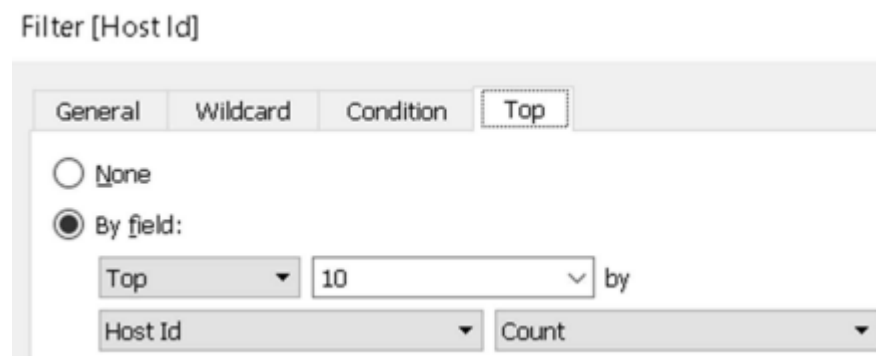 Filter [Host Id]
General Wildcard Condition Top
None
By field:
Top 10 by
Host Id Count